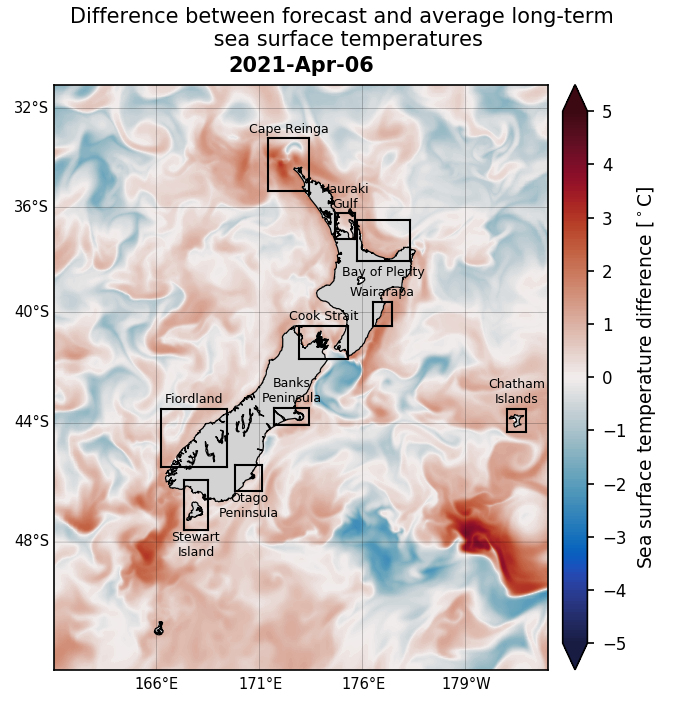 Difference between forecast and average long-term
sea surface temperatures
2021-Apr-06
32°S
36°S
40°S
44°S
48°S
Cape Reinga
Hauraki
Gulf
Bay of Plenty
Wairarapa
Cook Strait
Banks
Peninsula
Fiordland
Chatham
Islands
Otago
Peninsula
Stewart
Island
166°E
171°E
176°E
179°W
5
4
3
2
1
0
−1
−2
−3
−4
−5
Sea surface temperature difference [°C]